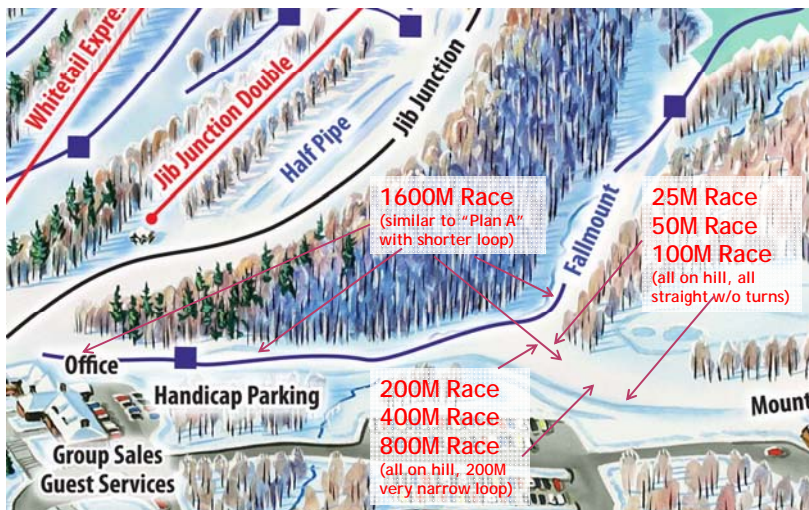 Whitetail Expre
Jib Junction Double
Half Pipe
Jib Junction
Fallmount
1600M Race
(similar to "Plan A"
with shorter loop)
25M Race
50M Race
100M Race
(all on hill, all
straight w/o turns)
200M Race
400M Race
800M Race
(all on hill, 200M
very narrow loop)
Office
Handicap Parking
Mount
Group Sales
Guest Services